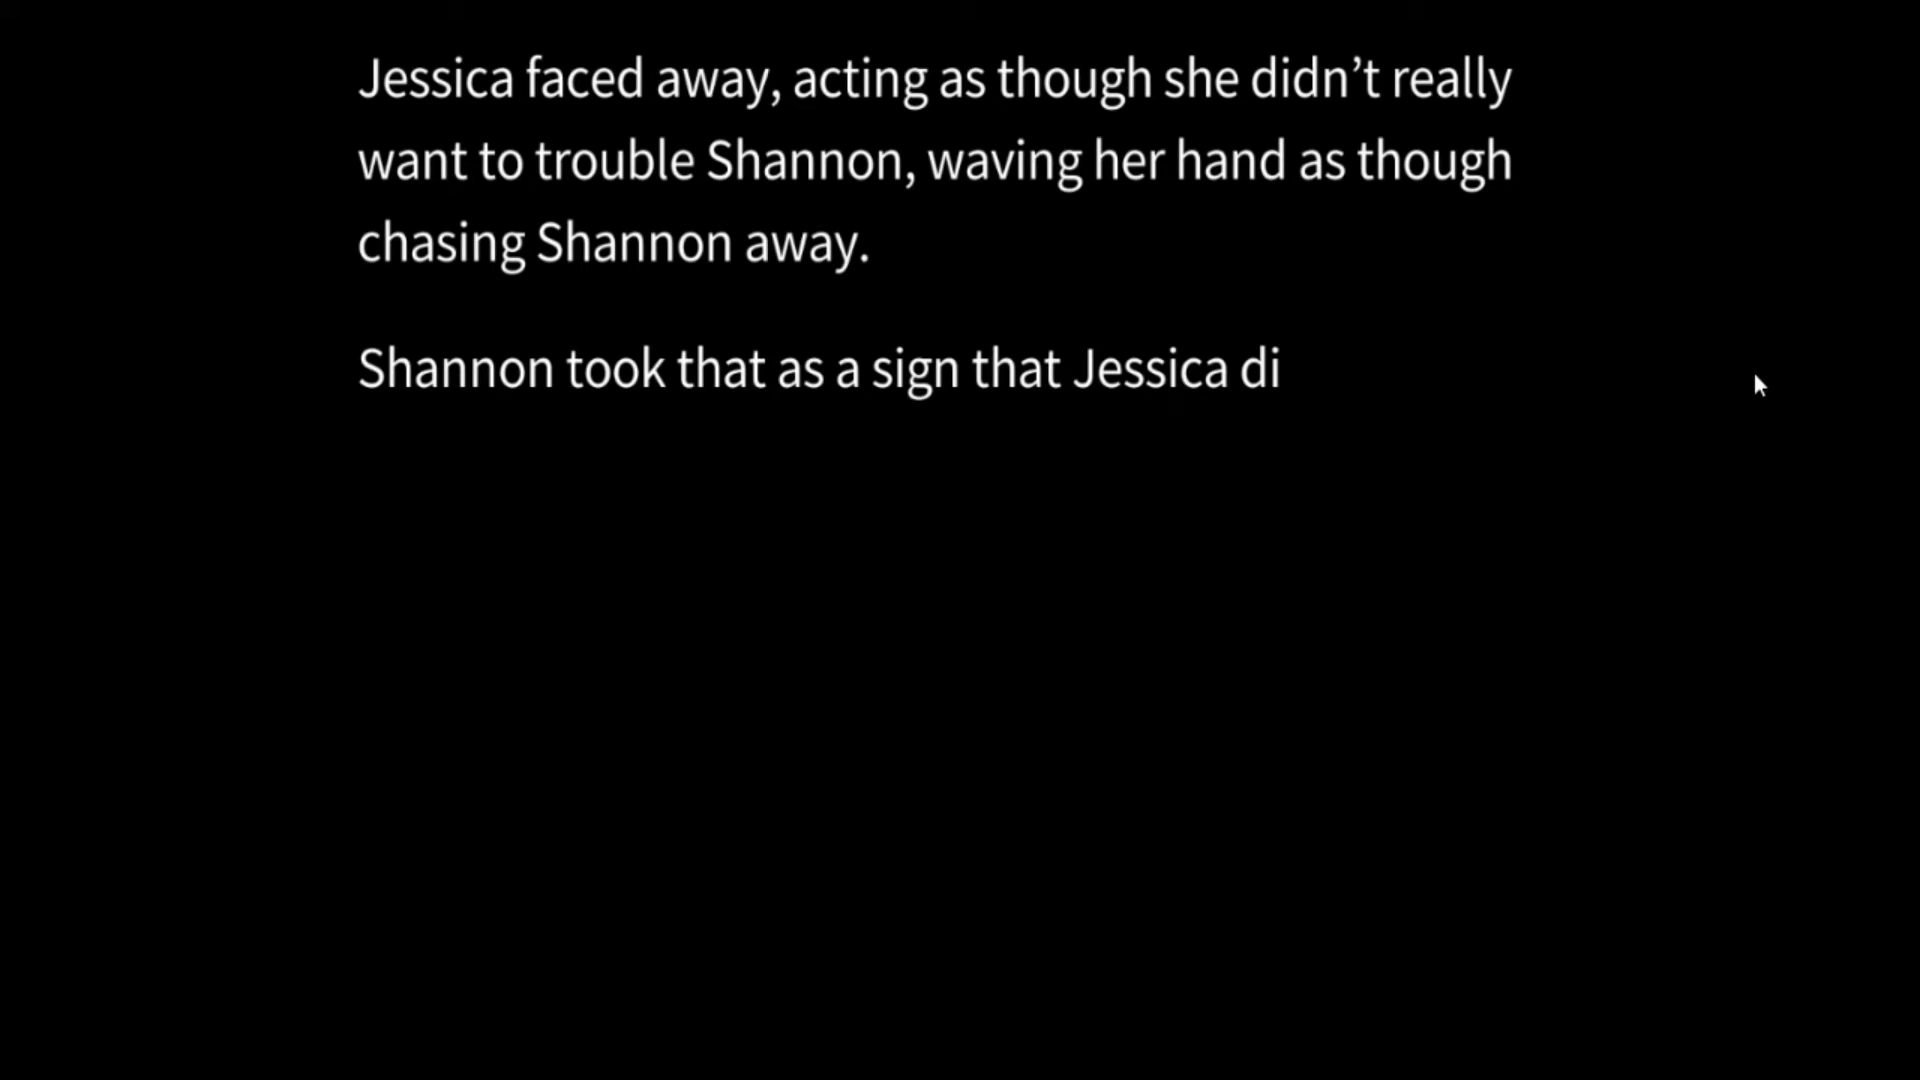 Jessica faced away, acting as though she didn’t really
want to trouble Shannon, waving her hand as though
chasing Shannon away.
Shannon took that as a sign that Jessica di